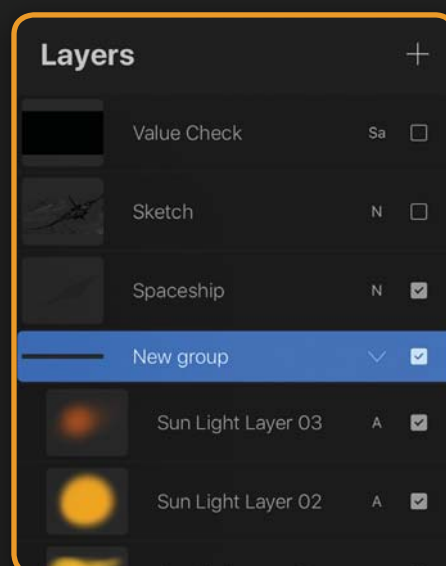 Layers
Value Check Sa
Sketch N
Spaceship N
New group
Sun Light Layer 03 A
Sun Light Layer 02 A